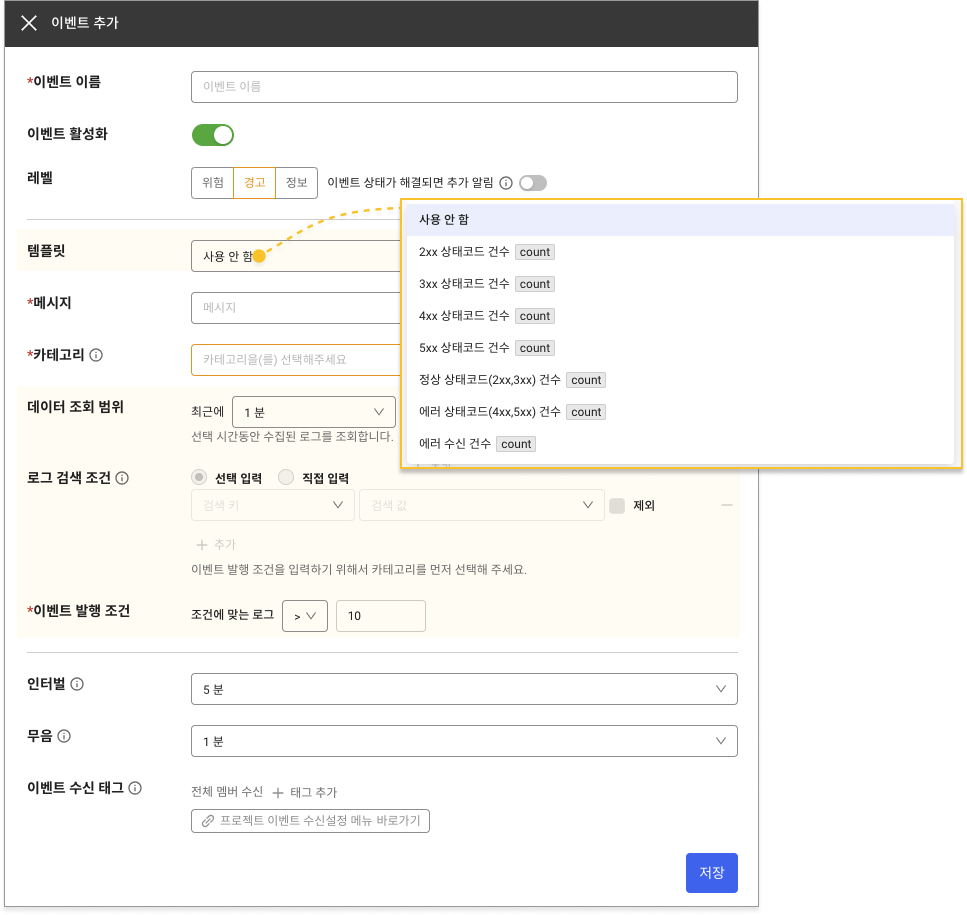 이벤트 추가
*이벤트 이름
이벤트 이름
이벤트 활성화
레벨
위험 경고 정보 이벤트 상태가 해결되면 추가 알림
템플릿
사용 안 함
사용 안 함
2xx 상태코드 건수 count
3xx 상태코드 건수 count
4xx 상태코드 건수 count
5xx 상태코드 건수 count
정상 상태코드(2xx,3xx) 건수 count
에러 상태코드(4xx,5xx) 건수 count
에러 수신 건수 count
*메시지
메시지
*카테고리
카테고리을(를) 선택해주세요
데이터 조회 범위
최근에 1 분
선택 시간동안 수집된 로그를 조회합니다.
로그 검색 조건
선택 입력 직접 입력
검색 키 검색 값 제외
+ 추가
이벤트 발행 조건을 입력하기 위해서 카테고리를 먼저 선택해 주세요.
*이벤트 발행 조건
조건에 맞는 로그 > 10
인터벌
5 분
무음
1 분
이벤트 수신 태그
전체 멤버 수신 + 태그 추가
프로젝트 이벤트 수신설정 메뉴 바로가기
저장